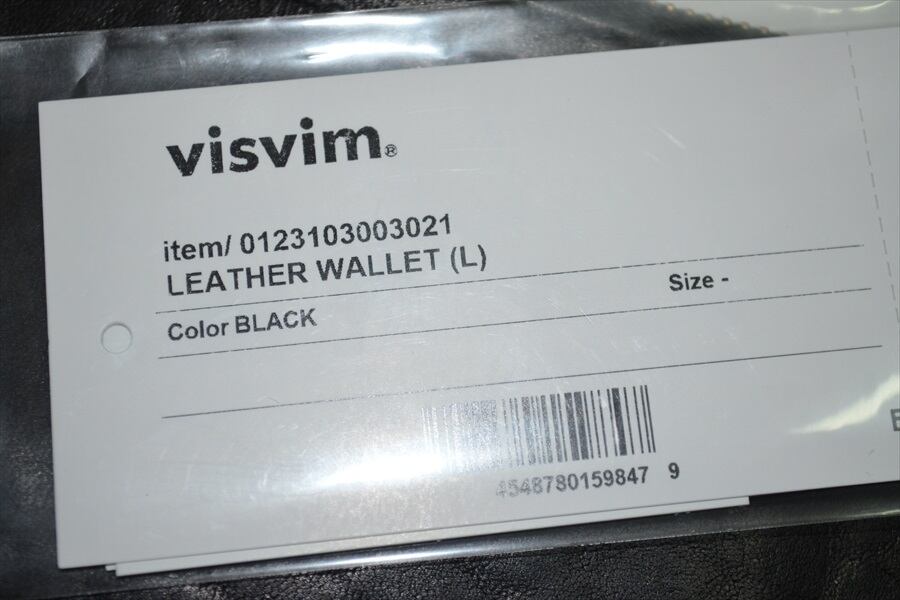 visvim®
item/ 0123103003021
LEATHER WALLET (L)
Size -
Color BLACK
4548780159847 9